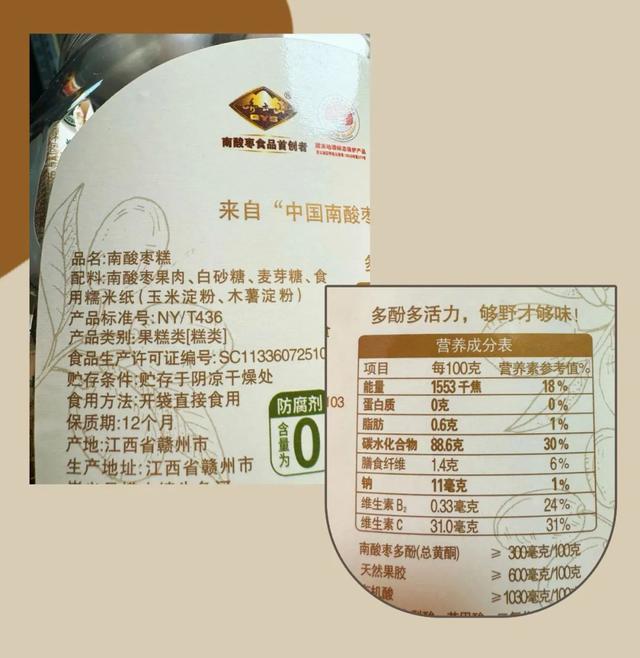 GYS
南酸枣食品首创者
来自“中国南酸枣
品名:南酸枣糕
配料:南酸枣果肉、白砂糖、麦芽糖、食
用糯米纸(玉米淀粉、木薯淀粉)
产品标准号:NY/T436
产品类别:果糕类[糕类]
食品生产许可证编号:SC11336072510
贮存条件:贮存于阴凉干燥处
食用方法:开袋直接食用
保质期:12个月
产地:江西省赣州市
生产地址:江西省赣州市
防腐剂
含量为
0
103
多酚多活力，够野才够味!
营养成分表
项目 每100克 营养素参考值%
能量 1553千焦 18%
蛋白质 0克 0%
脂肪 0.6克 1%
碳水化合物 88.6克 30%
膳食纤维 1.4克 6%
钠 11毫克 1%
维生素B₂ 0.33毫克 24%
维生素C 31.0毫克 31%
南酸枣多酚(总黄酮) ≥300毫克/100克
天然果胶 ≥600毫克/100克
机酸 ≥1030毫克/100